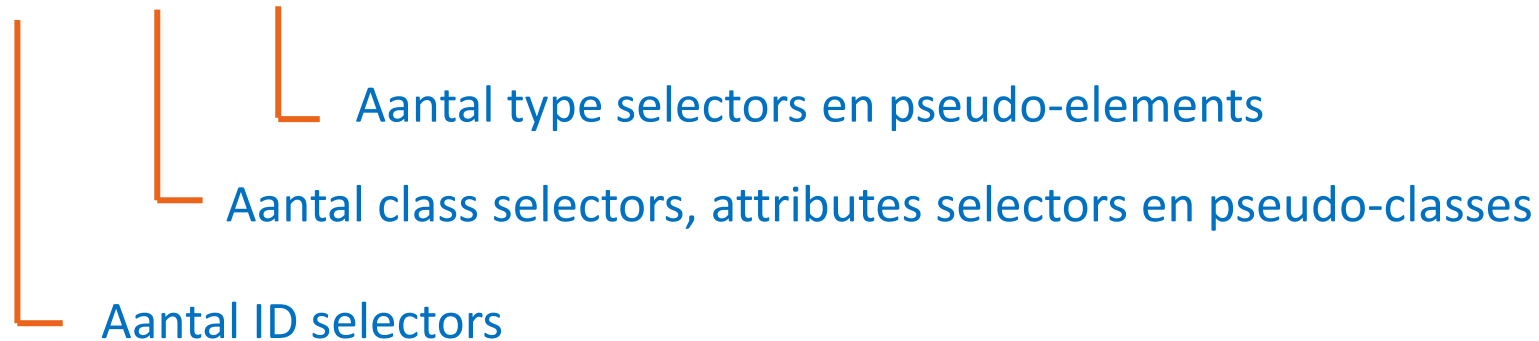 Aantal type selectors en pseudo-elements
Aantal class selectors, attributes selectors en pseudo-classes
Aantal ID selectors